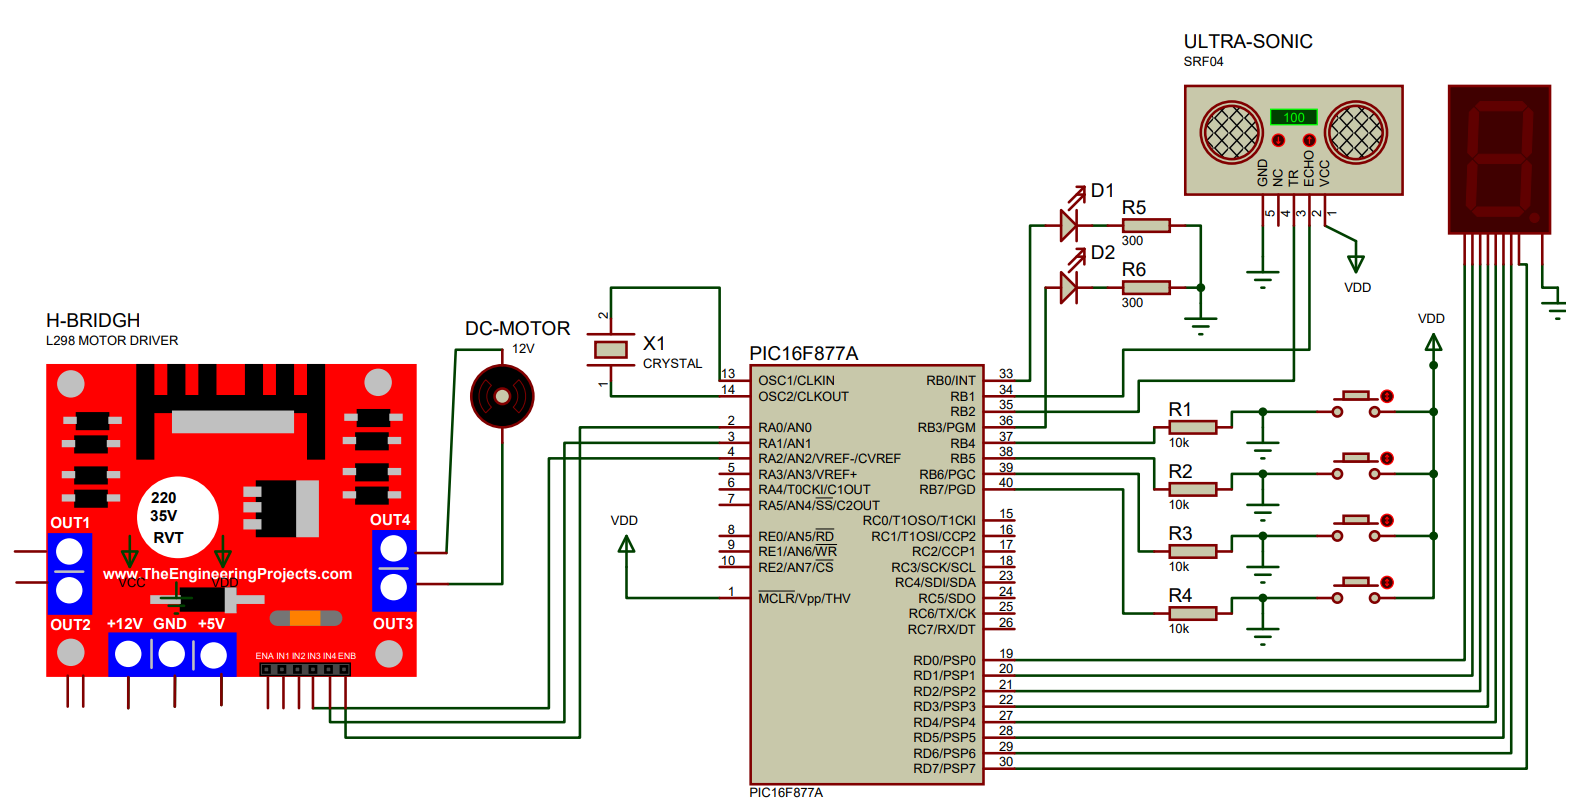 ULTRA-SONIC
SRF04
100
GND
NC
TR
ECHO
VCC
5
4
3
2
1
VDD
D1
R5
300
D2
R6
300
H-BRIDGH
L298 MOTOR DRIVER
220
35V
RVT
OUT1
OUT4
www.TheEngineeringProjects.com
VCC
VDD
OUT2
+12V GND +5V
OUT3
ENA IN1 IN2 IN3 IN4 ENB
DC-MOTOR
12V
2
X1
CRYSTAL
1
VDD
PIC16F877A
13 OSC1/CLKIN
14 OSC2/CLKOUT
2 RA0/AN0
3 RA1/AN1
4 RA2/AN2/VREF-/CVREF
5 RA3/AN3/VREF+
6 RA4/T0CKI/C1OUT
7 RA5/AN4/SS/C2OUT
8 RE0/AN5/RD
9 RE1/AN6/WR
10 RE2/AN7/CS
1 MCLR/Vpp/THV
RB0/INT 33
RB1 34
RB2 35
RB3/PGM 36
RB4 37
RB5 38
RB6/PGC 39
RB7/PGD 40
RC0/T1OSO/T1CKI 15
RC1/T1OSI/CCP2 16
RC2/CCP1 17
RC3/SCK/SCL 18
RC4/SDI/SDA 23
RC5/SDO 24
RC6/TX/CK 25
RC7/RX/DT 26
RD0/PSP0 19
RD1/PSP1 20
RD2/PSP2 21
RD3/PSP3 22
RD4/PSP4 27
RD5/PSP5 28
RD6/PSP6 29
RD7/PSP7 30
PIC16F877A
VDD
R1
10k
R2
10k
R3
10k
R4
10k